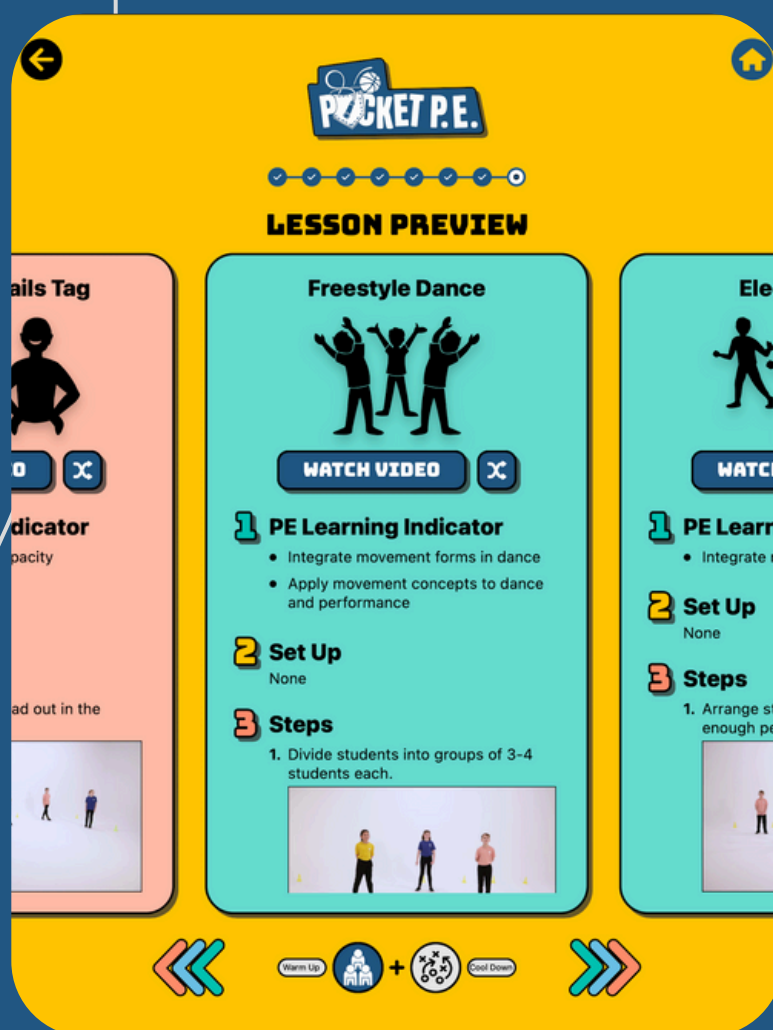 POCKET P.E.
LESSON PREVIEW
ails Tag
O
dicator
pacity
ad out in the
Freestyle Dance
WATCH VIDEO
1 PE Learning Indicator
• Integrate movement forms in dance
• Apply movement concepts to dance
and performance
2 Set Up
None
3 Steps
1. Divide students into groups of 3-4
students each.
Ele
WATCH
1 PE Learn
• Integrate
2 Set Up
None
3 Steps
1. Arrange st
enough pe
Warm Up
+
Cool Down